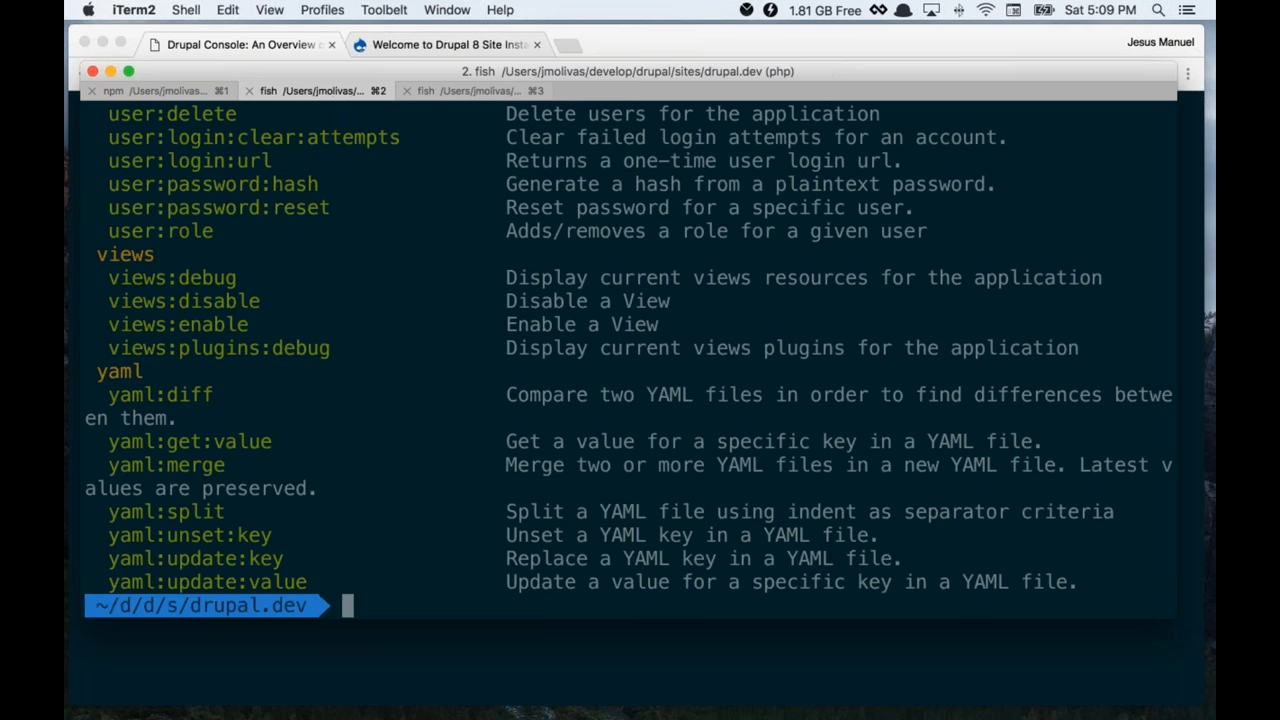 iTerm2 Shell Edit View Profiles Toolbelt Window Help 1.81 GB Free Sat 5:09 PM
Drupal Console: An Overview o Welcome to Drupal 8 Site Insta Jesus Manuel
2. fish /Users/jmolivas/develop/drupal/sites/drupal.dev (php)
npm /Users/jmolivas... ⌘1 fish /Users/jmolivas/... ⌘2 fish /Users/jmolivas/... ⌘3
user:delete Delete users for the application
user:login:clear:attempts Clear failed login attempts for an account.
user:login:url Returns a one-time user login url.
user:password:hash Generate a hash from a plaintext password.
user:password:reset Reset password for a specific user.
user:role Adds/removes a role for a given user
views
views:debug Display current views resources for the application
views:disable Disable a View
views:enable Enable a View
views:plugins:debug Display current views plugins for the application
yaml
yaml:diff Compare two YAML files in order to find differences betwe
en them.
yaml:get:value Get a value for a specific key in a YAML file.
yaml:merge Merge two or more YAML files in a new YAML file. Latest v
alues are preserved.
yaml:split Split a YAML file using indent as separator criteria
yaml:unset:key Unset a YAML key in a YAML file.
yaml:update:key Replace a YAML key in a YAML file.
yaml:update:value Update a value for a specific key in a YAML file.
~/d/d/s/drupal.dev